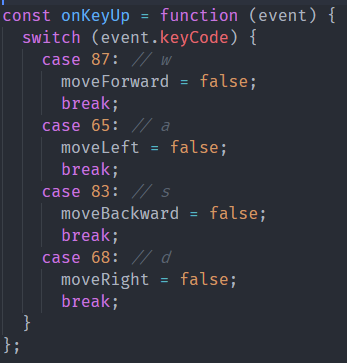 const onKeyUp = function (event) {
  switch (event.keyCode) {
    case 87: // w
      moveForward = false;
      break;
    case 65: // a
      moveLeft = false;
      break;
    case 83: // s
      moveBackward = false;
      break;
    case 68: // d
      moveRight = false;
      break;
  }
};